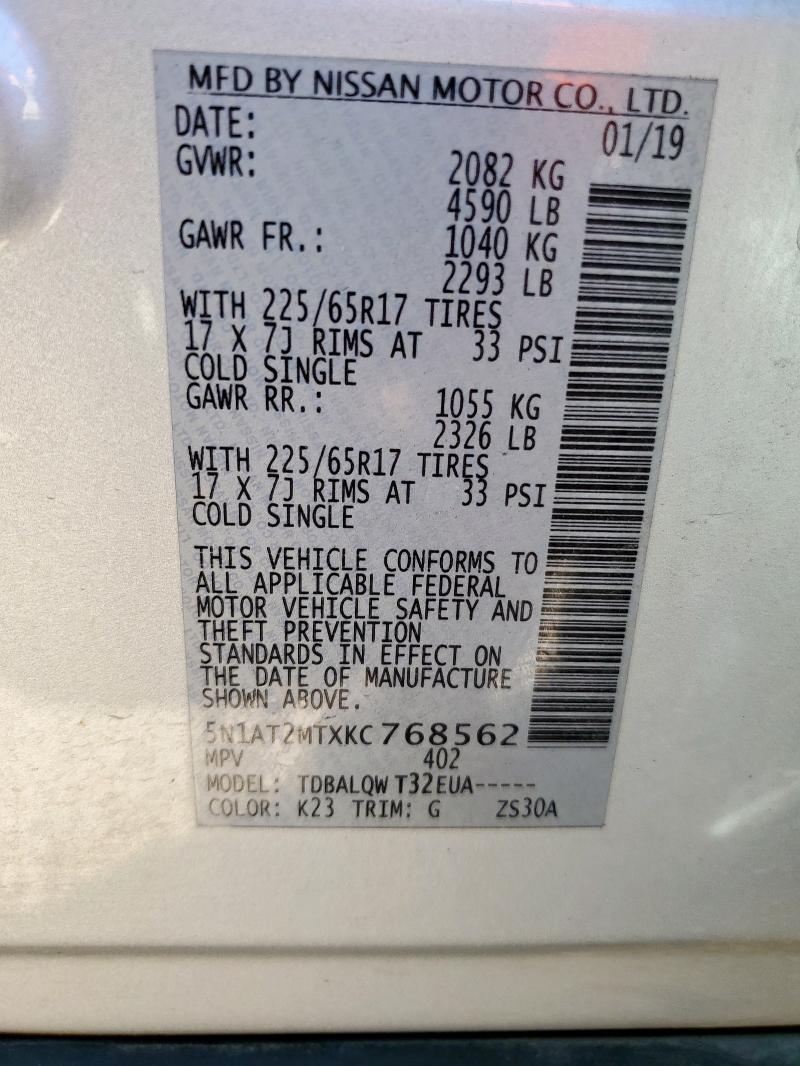 MFD BY NISSAN MOTOR CO., LTD.
DATE: 01/19
GVWR: 2082 KG
4590 LB
GAWR FR.: 1040 KG
2293 LB
WITH 225/65R17 TIRES
17 X 7J RIMS AT 33 PSI
COLD SINGLE
GAWR RR.: 1055 KG
2326 LB
WITH 225/65R17 TIRES
17 X 7J RIMS AT 33 PSI
COLD SINGLE
THIS VEHICLE CONFORMS TO
ALL APPLICABLE FEDERAL
MOTOR VEHICLE SAFETY AND
THEFT PREVENTION
STANDARDS IN EFFECT ON
THE DATE OF MANUFACTURE
SHOWN ABOVE.
5N1AT2MTXKC768562
MPV 402
MODEL: TDBALQW T32EUA-----
COLOR: K23 TRIM: G ZS30A